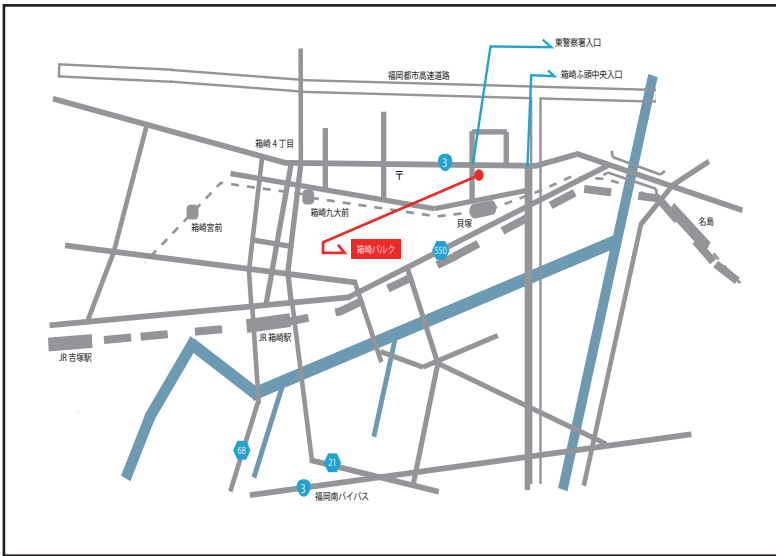 東警察署入口
箱崎ふ頭中央入口
福岡都市高速道路
箱崎４丁目
3
〒
箱崎九大前
貝塚
箱崎宮前
名島
箱崎バルク
550
JR 箱崎駅
JR 吉塚駅
68
21
3
福岡南バイパス